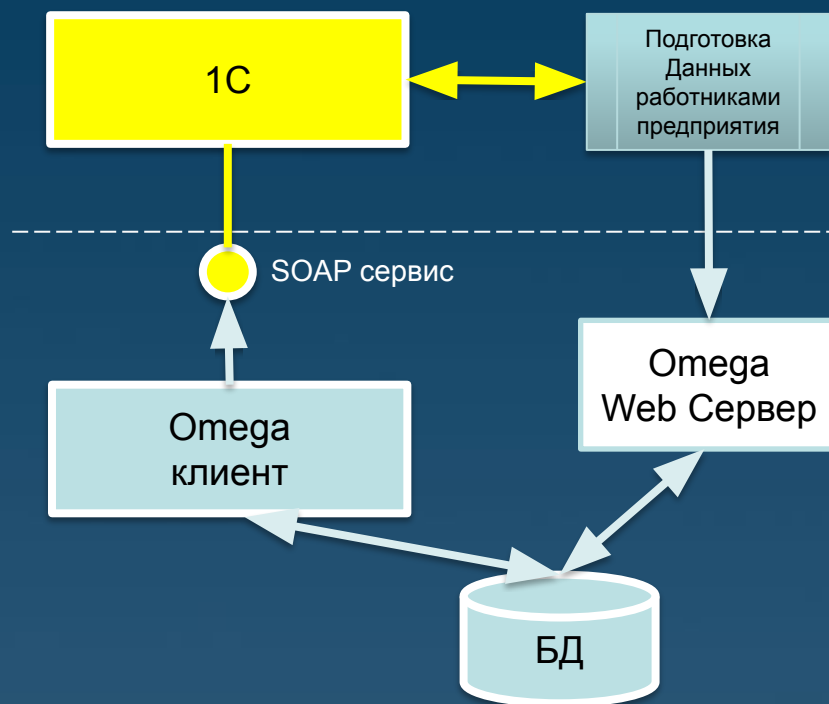 1С
Подготовка
Данных
работниками
предприятия
SOAP сервис
Omega
Web Сервер
Omega
клиент
БД